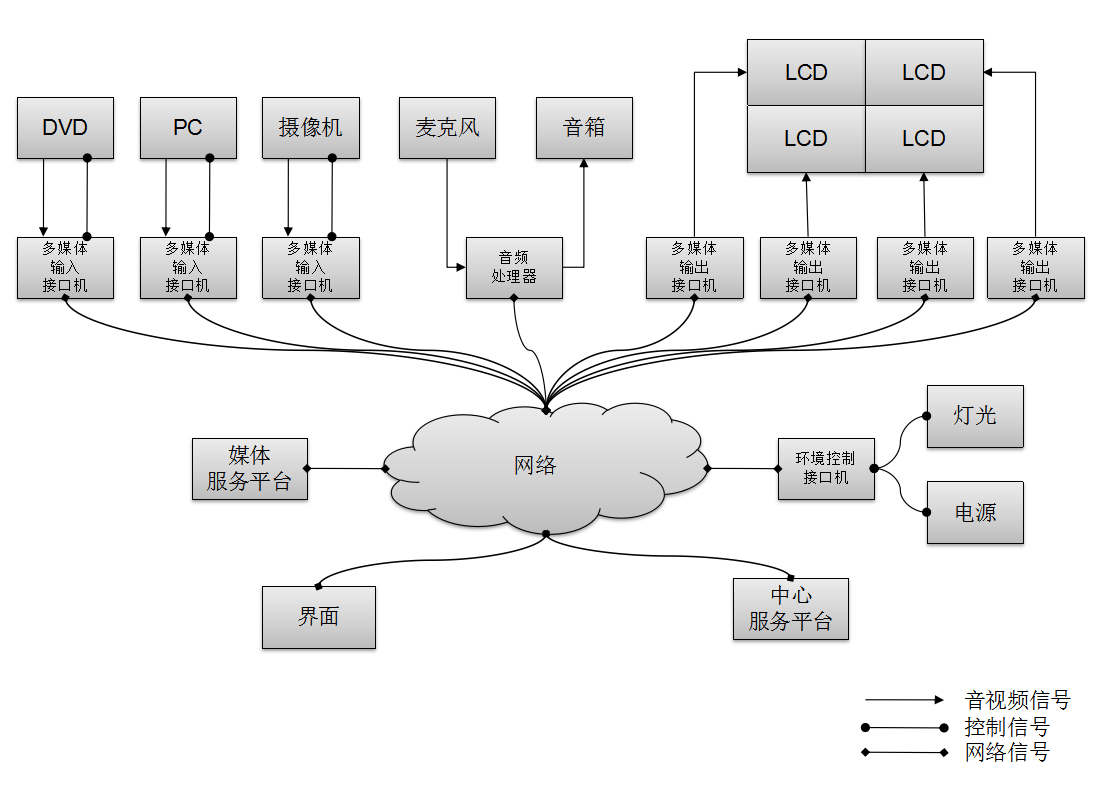 LCD
LCD
DVD
PC
摄像机
麦克风
音箱
LCD
LCD
多媒体
输入
接口机
多媒体
输入
接口机
多媒体
输入
接口机
音频
处理器
多媒体
输出
接口机
多媒体
输出
接口机
多媒体
输出
接口机
多媒体
输出
接口机
媒体
服务平台
网络
环境控制
接口机
灯光
电源
界面
中心
服务平台
音视频信号
控制信号
网络信号